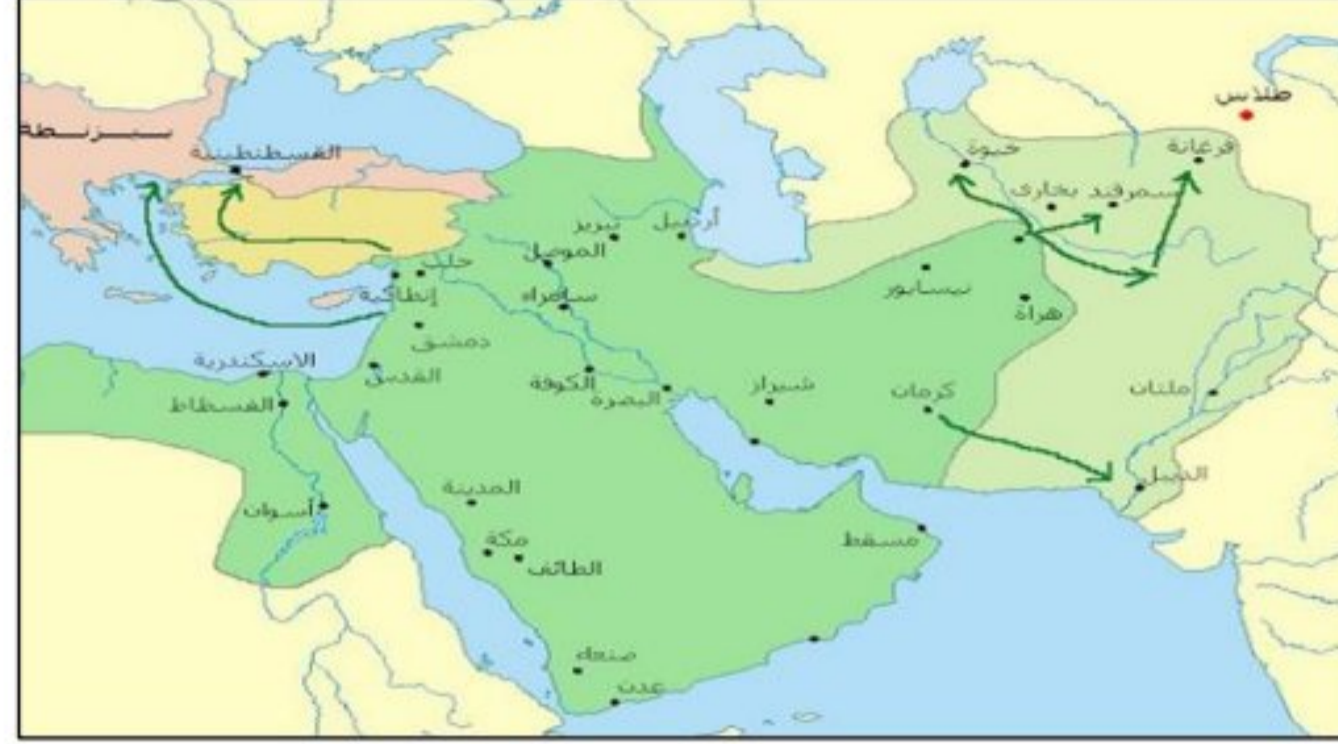 طلاس
بيزنطة
القسطنطينية
خيوة
فرغانة
بخارى
سمرقند
تبريز
أردبيل
الموصل
حلب
إنطاكية
سامراء
نيسابور
هراة
دمشق
الاسكندرية
القدس
الكوفة
البصرة
شيراز
كرمان
ملتان
الفسطاط
الديبل
المدينة
أسوان
مكة
مسقط
الطائف
صنعاء
عدن